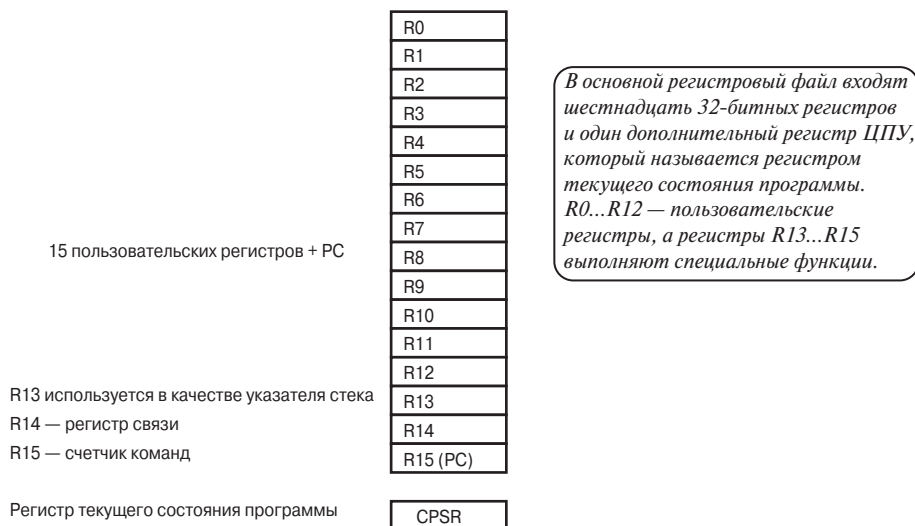 R0
R1
R2
R3
R4
R5
R6
R7
15 пользовательских регистров + PC
R8
R9
R10
R11
R12
R13 используется в качестве указателя стека
R13
R14 — регистр связи
R14
R15 — счетчик команд
R15 (PC)
Регистр текущего состояния программы
CPSR
В основной регистровый файл входят
шестнадцать 32-битных регистров
и один дополнительный регистр ЦПУ,
который называется регистром
текущего состояния программы.
R0...R12 — пользовательские
регистры, а регистры R13...R15
выполняют специальные функции.